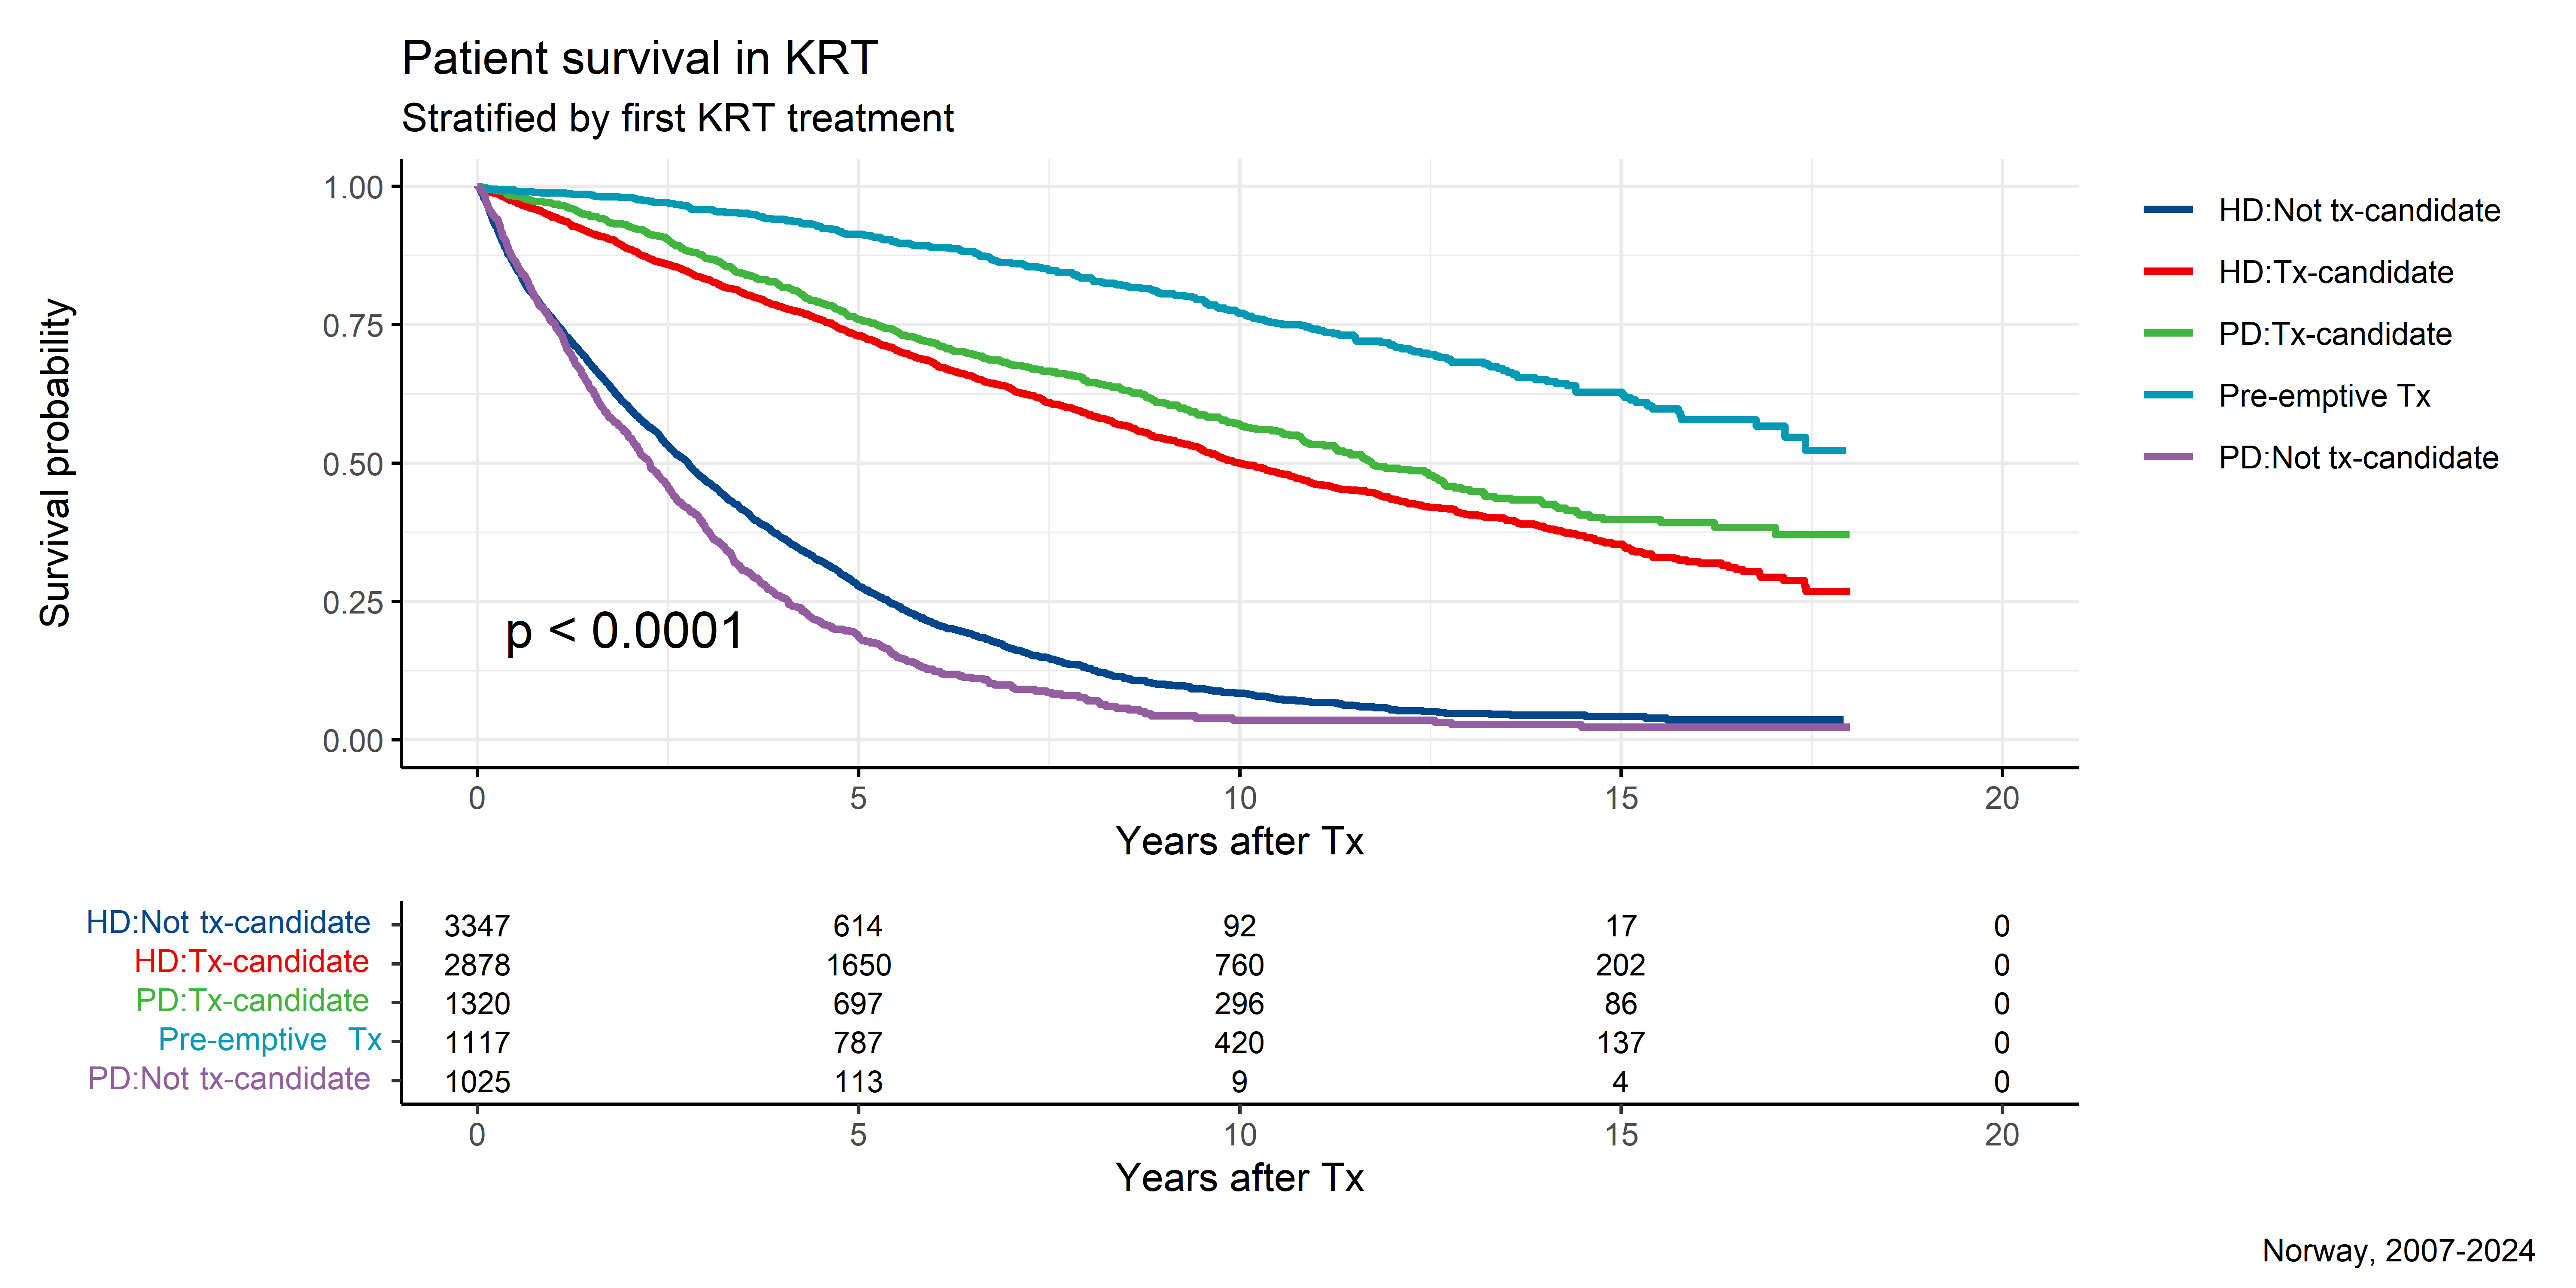 Patient survival in KRT
Stratified by first KRT treatment
Survival probability
1.00
0.75
0.50
0.25
0.00
p < 0.0001
0 5 10 15 20
Years after Tx
HD:Not tx-candidate
HD:Tx-candidate
PD:Tx-candidate
Pre-emptive Tx
PD:Not tx-candidate
HD:Not tx-candidate 3347 614 92 17 0
HD:Tx-candidate 2878 1650 760 202 0
PD:Tx-candidate 1320 697 296 86 0
Pre-emptive Tx 1117 787 420 137 0
PD:Not tx-candidate 1025 113 9 4 0
0 5 10 15 20
Years after Tx
Norway, 2007-2024